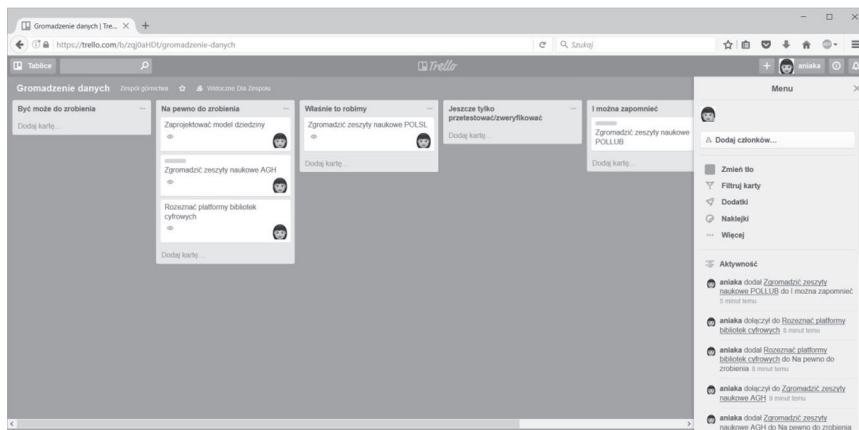 Gromadzenie danych | Tre...
https://trello.com/b/zqj0aHDt/gromadzenie-danych
Szukaj
Tablice
Trello
aniaka
Gromadzenie danych
Zespół górnictwa
Widoczne Dla Zespołu
Być może do zrobienia
Dodaj kartę...
Na pewno do zrobienia
Zaprojektować model dziedziny
Zgromadzić zeszyty naukowe AGH
Rozeznać platformy bibliotek
cyfrowych
Dodaj kartę...
Właśnie to robimy
Zgromadzić zeszyty naukowe POLSL
Dodaj kartę...
Jeszcze tylko
przetestować/zweryfikować
Dodaj kartę...
I można zapomnieć
Zgromadzić zeszyty naukowe
POLLUB
Dodaj kartę...
Menu
Dodaj członków...
Zmień tło
Filtruj karty
Dodatki
Naklejki
Więcej
Aktywność
aniaka dodał Zgromadzić zeszyty
naukowe POLLUB do I można zapomnieć
5 minut temu
aniaka dołączył do Rozeznać platformy
bibliotek cyfrowych 8 minut temu
aniaka dodał Rozeznać platformy
bibliotek cyfrowych do Na pewno do
zrobienia 8 minut temu
aniaka dołączył do Zgromadzić zeszyty
naukowe AGH 9 minut temu
aniaka dodał Zgromadzić zeszyty
naukowe AGH do Na pewno do zrobienia